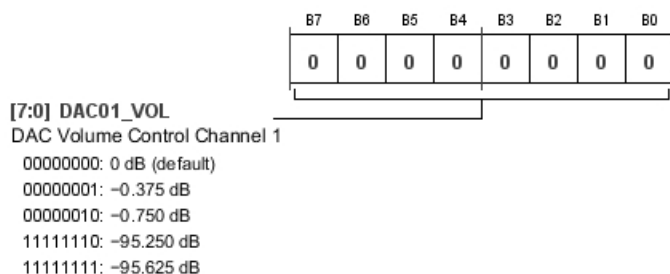 B7 B6 B5 B4 B3 B2 B1 B0
0 0 0 0 0 0 0 0
[7:0] DAC01_VOL
DAC Volume Control Channel 1
00000000: 0 dB (default)
00000001: −0.375 dB
00000010: −0.750 dB
11111110: −95.250 dB
11111111: −95.625 dB